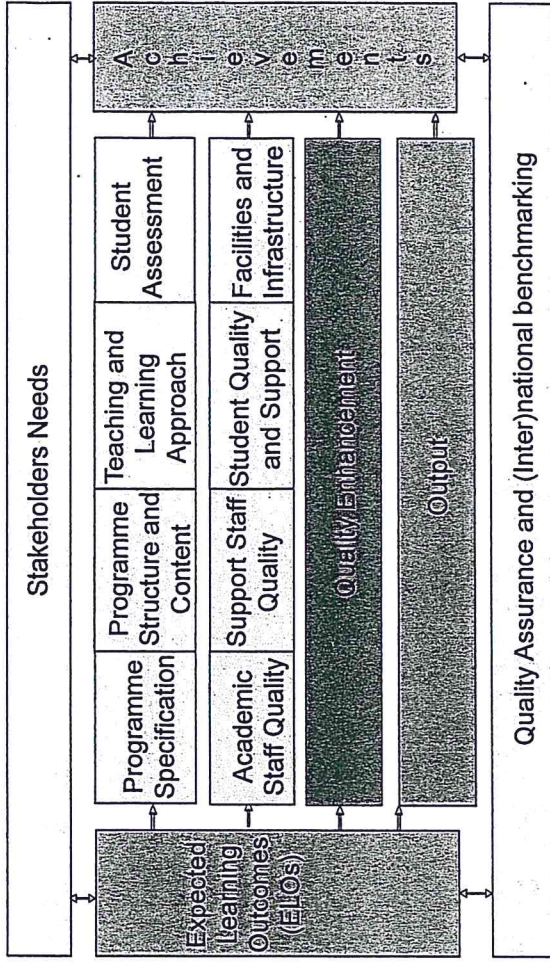 Stakeholders Needs
Expected
Learning
Outcomes
(ELOs)
Programme
Specification
Programme
Structure and
Content
Teaching and
Learning
Approach
Student
Assessment
Academic
Staff Quality
Support Staff
Quality
Student Quality
and Support
Facilities and
Infrastructure
Quality Enhancement
Output
A
c
h
i
e
v
e
m
e
n
t
s
Quality Assurance and (Inter)national benchmarking